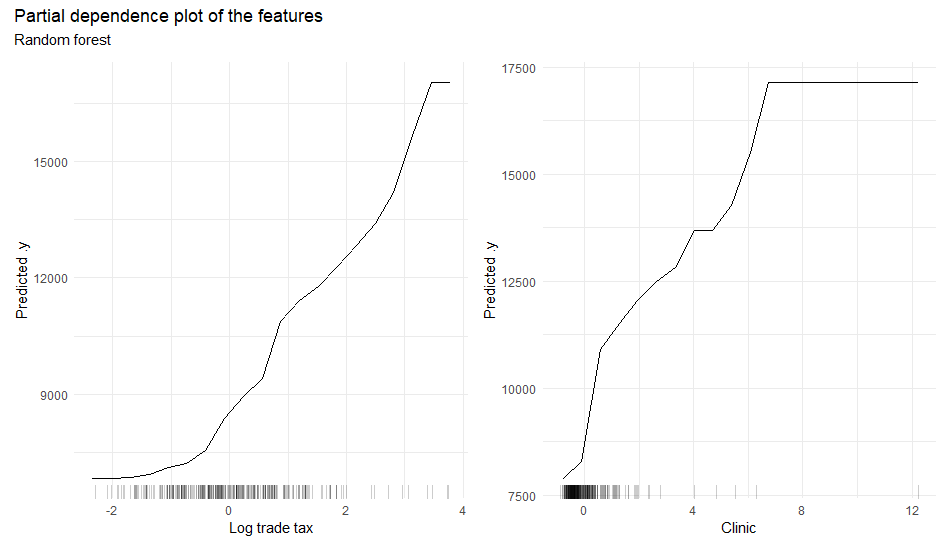 Partial dependence plot of the features
Random forest
Predicted .y
15000
12000
9000
-2
0
2
4
Log trade tax
Predicted .y
17500
15000
12500
10000
7500
0
4
8
12
Clinic